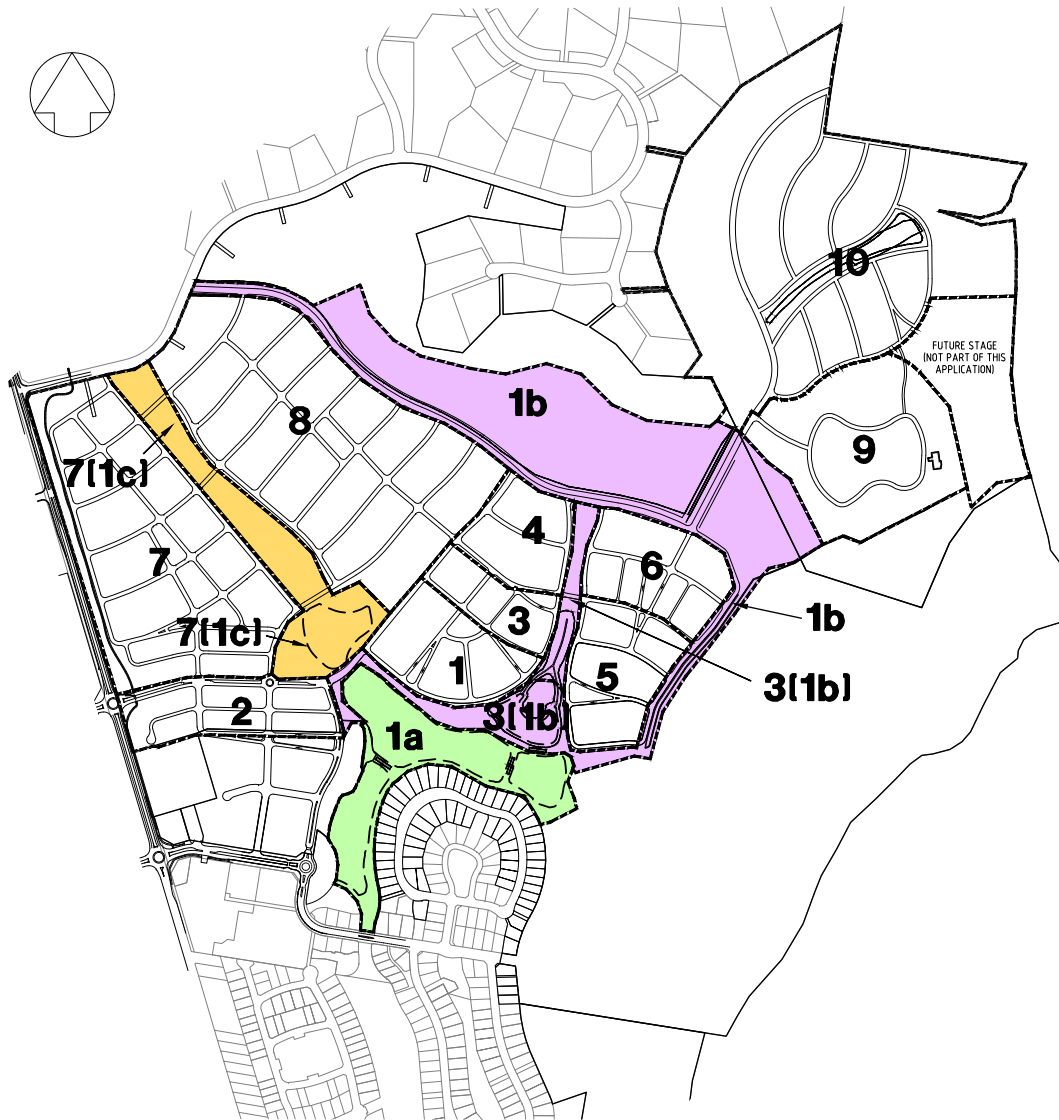 10
FUTURE STAGE
(NOT PART OF THIS
APPLICATION)
1b
8
9
7(1c)
4
7
6
3
1b
7(1c)
1
5
3(1b)
2
3(1b)
1a